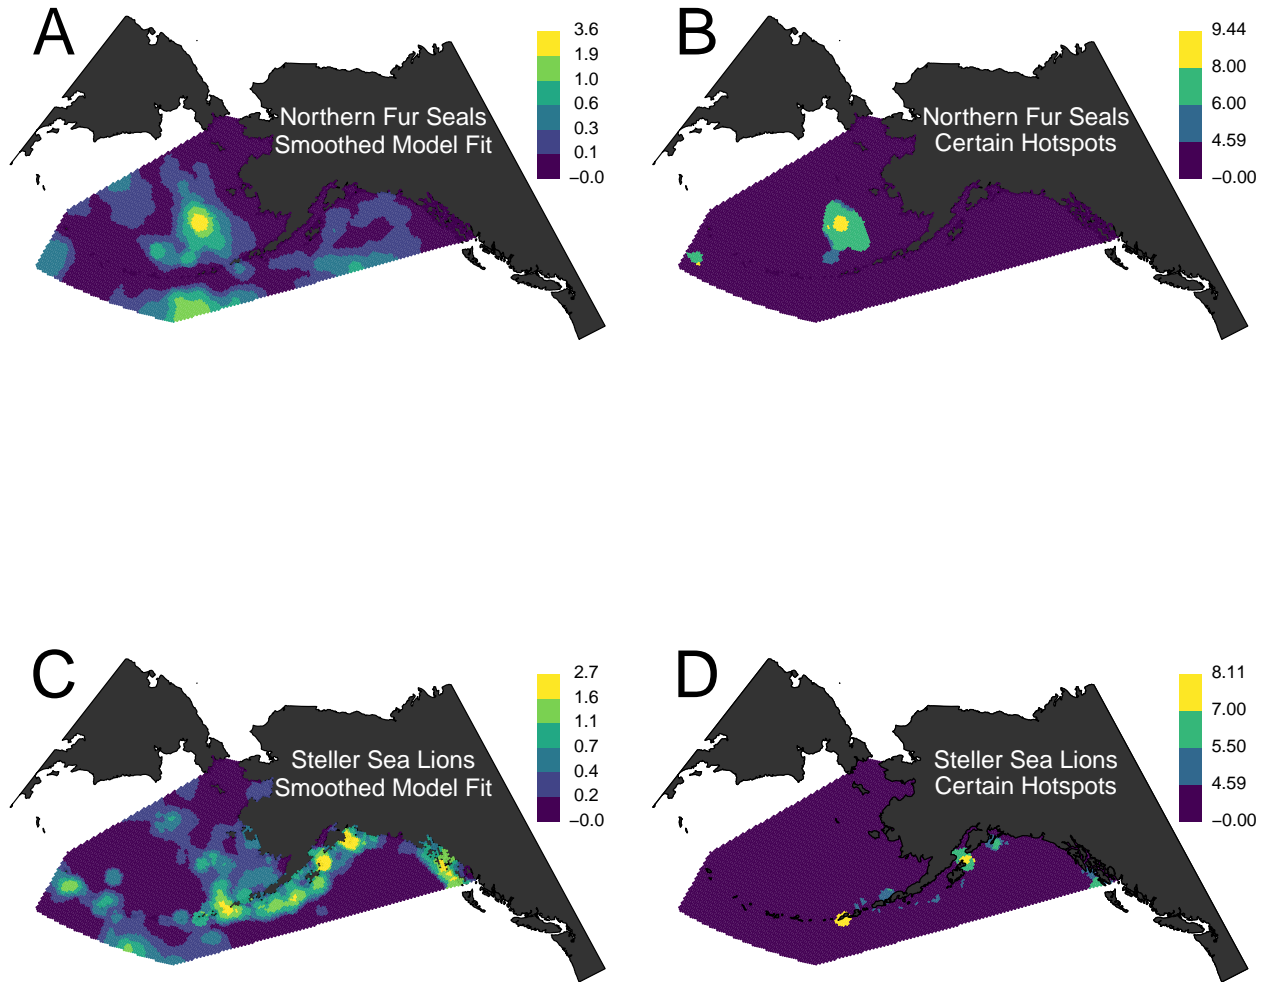 A
Northern Fur Seals
Smoothed Model Fit
3.6
1.9
1.0
0.6
0.3
0.1
−0.0
B
Northern Fur Seals
Certain Hotspots
9.44
8.00
6.00
4.59
−0.00
C
Steller Sea Lions
Smoothed Model Fit
2.7
1.6
1.1
0.7
0.4
0.2
−0.0
D
Steller Sea Lions
Certain Hotspots
8.11
7.00
5.50
4.59
−0.00